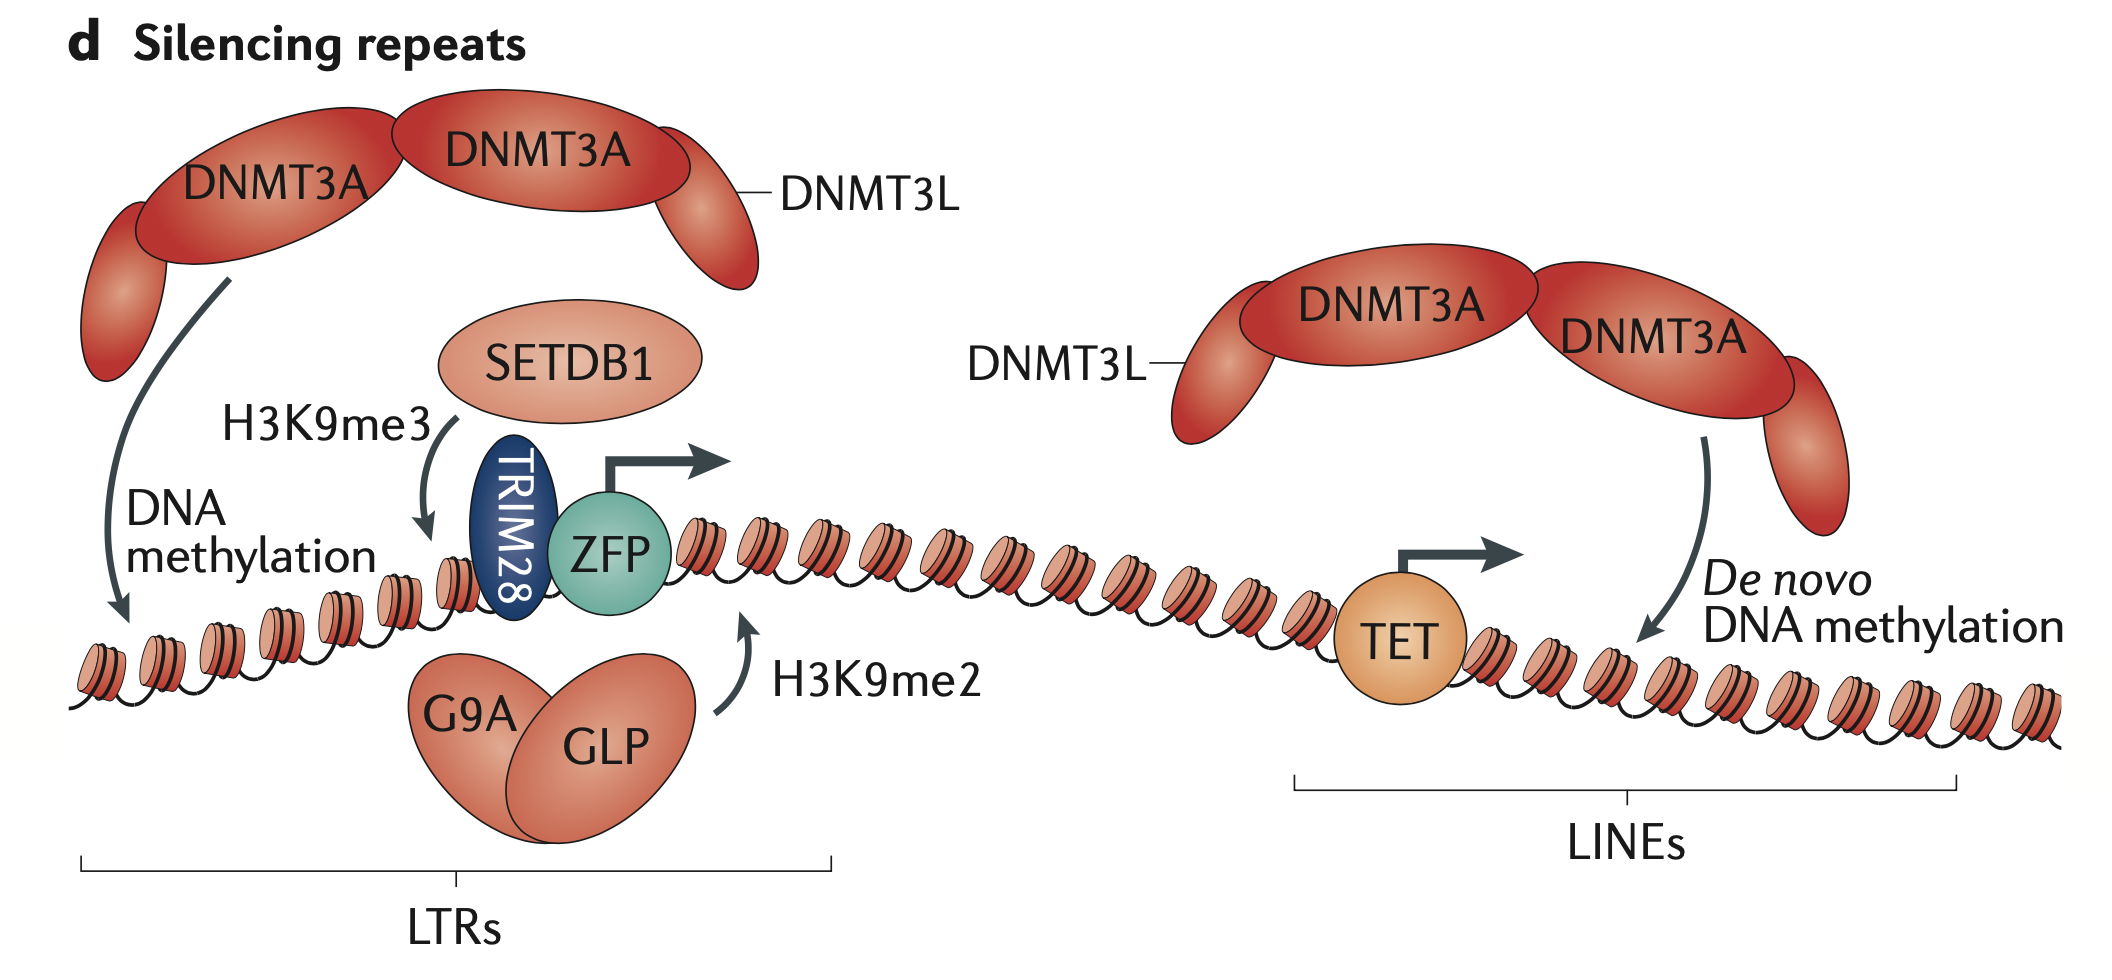 d Silencing repeats
DNMT3A
DNMT3A
DNMT3L
SETDB1
H3K9me3
TRIM28
ZFP
DNA
methylation
G9A
GLP
H3K9me2
LTRs
DNMT3L
DNMT3A
DNMT3A
TET
De novo
DNA methylation
LINEs